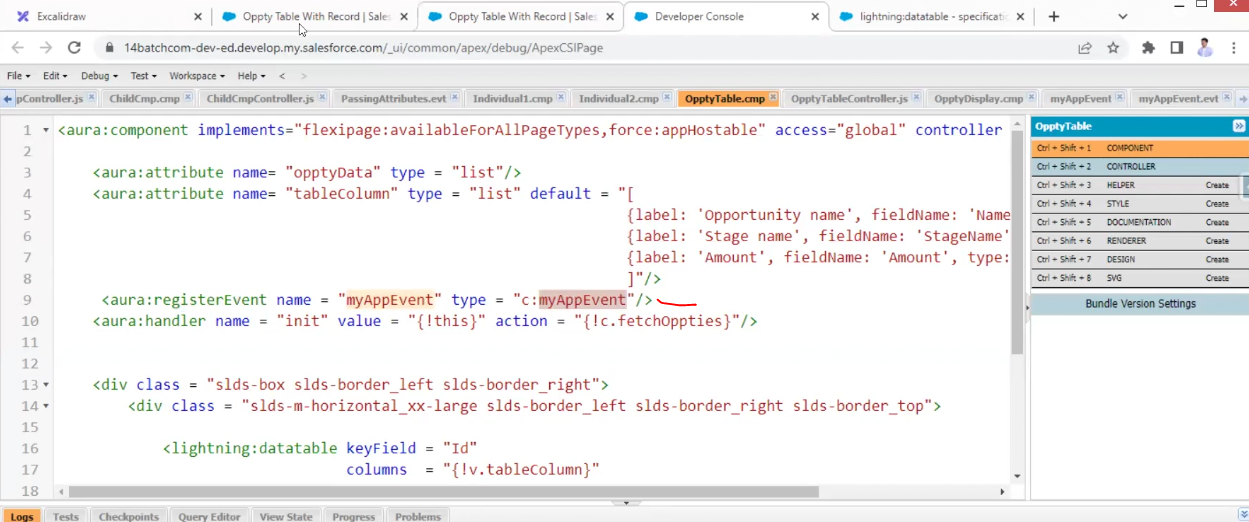 Excalidraw
Oppty Table With Record | Sales
Oppty Table With Record | Sales
Developer Console
lightning:datatable - specificatio
14batchcom-dev-ed.develop.my.salesforce.com/_ui/common/apex/debug/ApexCSIPage
File Edit Debug Test Workspace Help < >
pController.js ChildCmp.cmp ChildCmpController.js PassingAttributes.evt Individual1.cmp Individual2.cmp OpptyTable.cmp OpptyTableController.js OpptyDisplay.cmp myAppEvent myAppEvent.evt
1 <aura:component implements="flexipage:availableForAllPageTypes,force:appHostable" access="global" controller
2
3 <aura:attribute name= "opptyData" type = "list"/>
4 <aura:attribute name= "tableColumn" type = "list" default = "[
5 {label: 'Opportunity name', fieldName: 'Name
6 {label: 'Stage name', fieldName: 'StageName'
7 {label: 'Amount', fieldName: 'Amount', type:
8 ]"/>
9 <aura:registerEvent name = "myAppEvent" type = "c:myAppEvent"/>
10 <aura:handler name = "init" value = "{!this}" action = "{!c.fetchOppties}"/>
11
12
13 <div class = "slds-box slds-border_left slds-border_right">
14 <div class = "slds-m-horizontal_xx-large slds-border_left slds-border_right slds-border_top">
15
16 <lightning:datatable keyField = "Id"
17 columns = "{!v.tableColumn}"
18
OpptyTable
Ctrl + Shift + 1 COMPONENT
Ctrl + Shift + 2 CONTROLLER
Ctrl + Shift + 3 HELPER Create
Ctrl + Shift + 4 STYLE Create
Ctrl + Shift + 5 DOCUMENTATION Create
Ctrl + Shift + 6 RENDERER Create
Ctrl + Shift + 7 DESIGN Create
Ctrl + Shift + 8 SVG Create
Bundle Version Settings
Logs Tests Checkpoints Query Editor View State Progress Problems